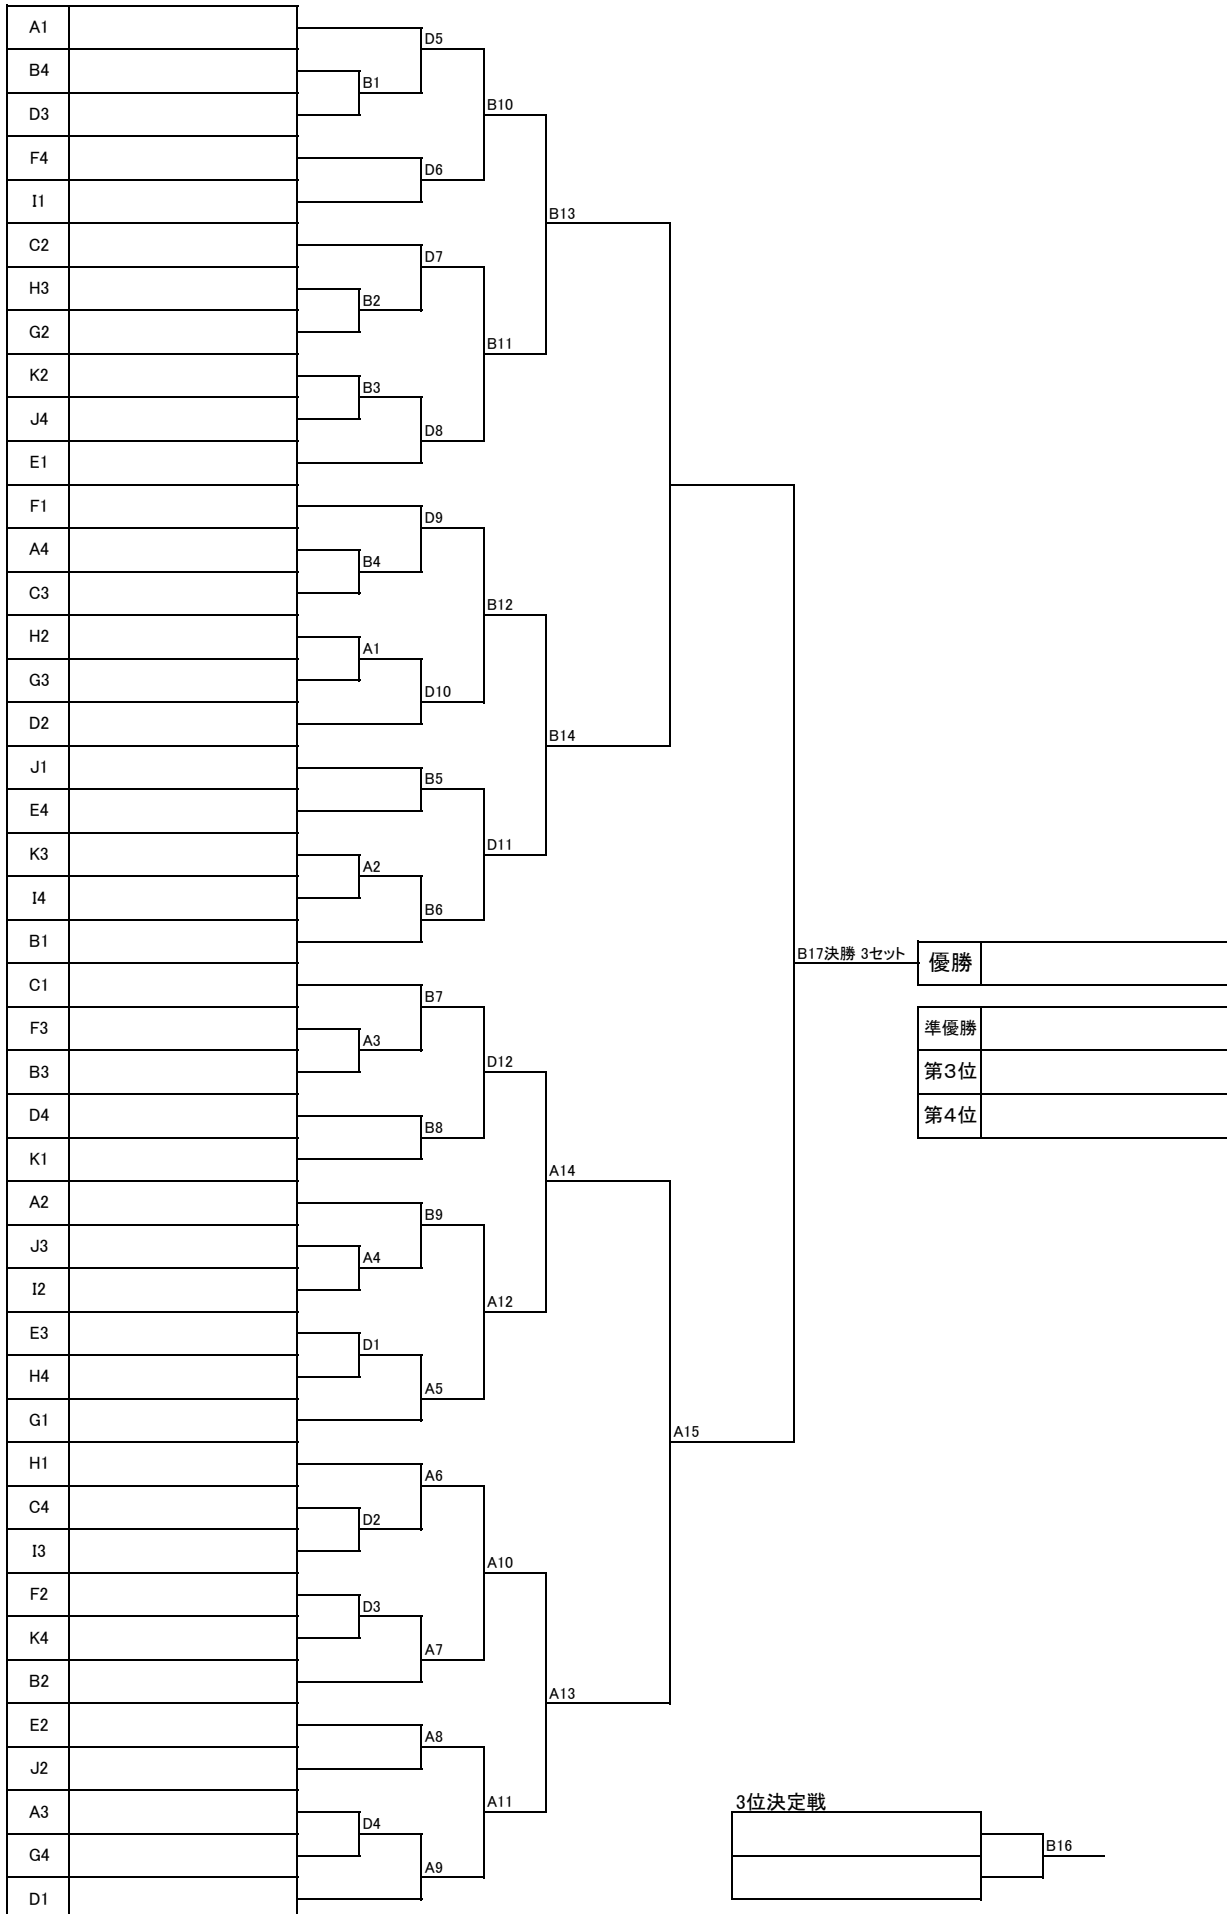 A1
D5
B4
B1
D3
B10
F4
D6
I1
B13
C2
D7
H3
B2
G2
B11
K2
B3
J4
D8
E1
F1
D9
A4
B4
C3
B12
H2
A1
G3
D10
D2
B14
J1
B5
E4
D11
K3
A2
I4
B6
B1
B17決勝 3セット
優勝
C1
B7
準優勝
F3
A3
D12
B3
第3位
D4
B8
第4位
K1
A14
A2
B9
J3
A4
I2
A12
E3
D1
H4
A5
G1
A15
H1
A6
C4
D2
I3
A10
F2
D3
K4
A7
B2
A13
E2
A8
J2
A11
3位決定戦
A3
D4
G4
B16
A9
D1